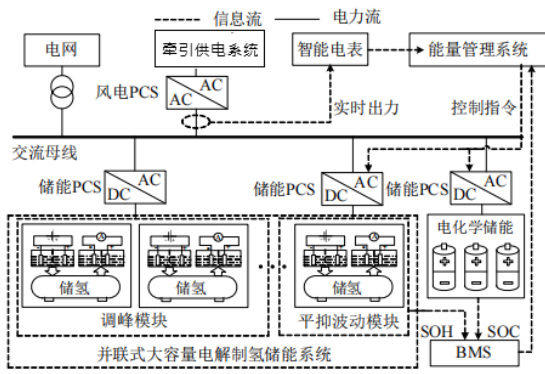 信息流 电力流
电网 牵引供电系统 智能电表 能量管理系统
风电PCS AC AC
实时出力 控制指令
交流母线
储能PCS AC DC 储能PCS AC DC 储能PCS AC DC
电化学储能
A A A
储氢 储氢 储氢
调峰模块 平抑波动模块
SOH SOC
并联式大容量电解制氢储能系统 BMS